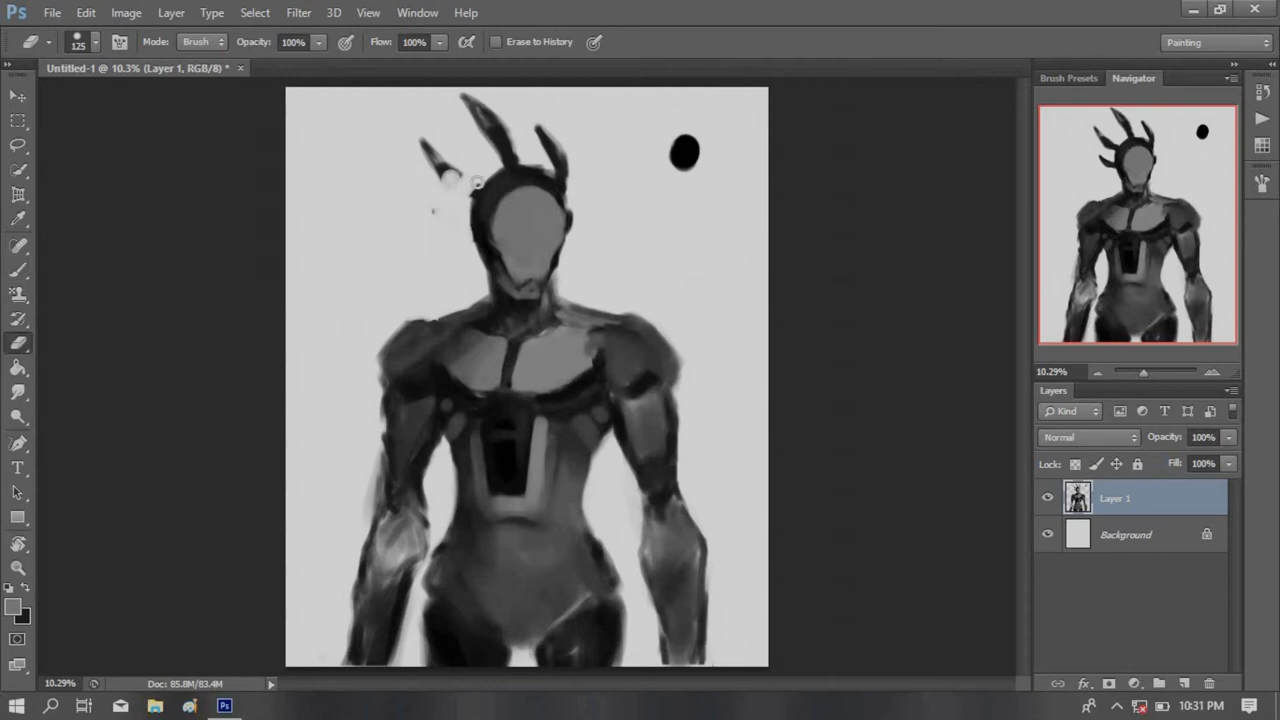 Ps File Edit Image Layer Type Select Filter 3D View Window Help
125 Mode: Brush Opacity: 100% Flow: 100% Erase to History Painting
Untitled-1 @ 10.3% (Layer 1, RGB/8) * ×
Brush Presets Navigator
10.29%
Layers
Kind
Normal Opacity: 100%
Lock: Fill: 100%
Layer 1
Background
10.29% Doc: 85.8M/83.4M
Ps 10:31 PM